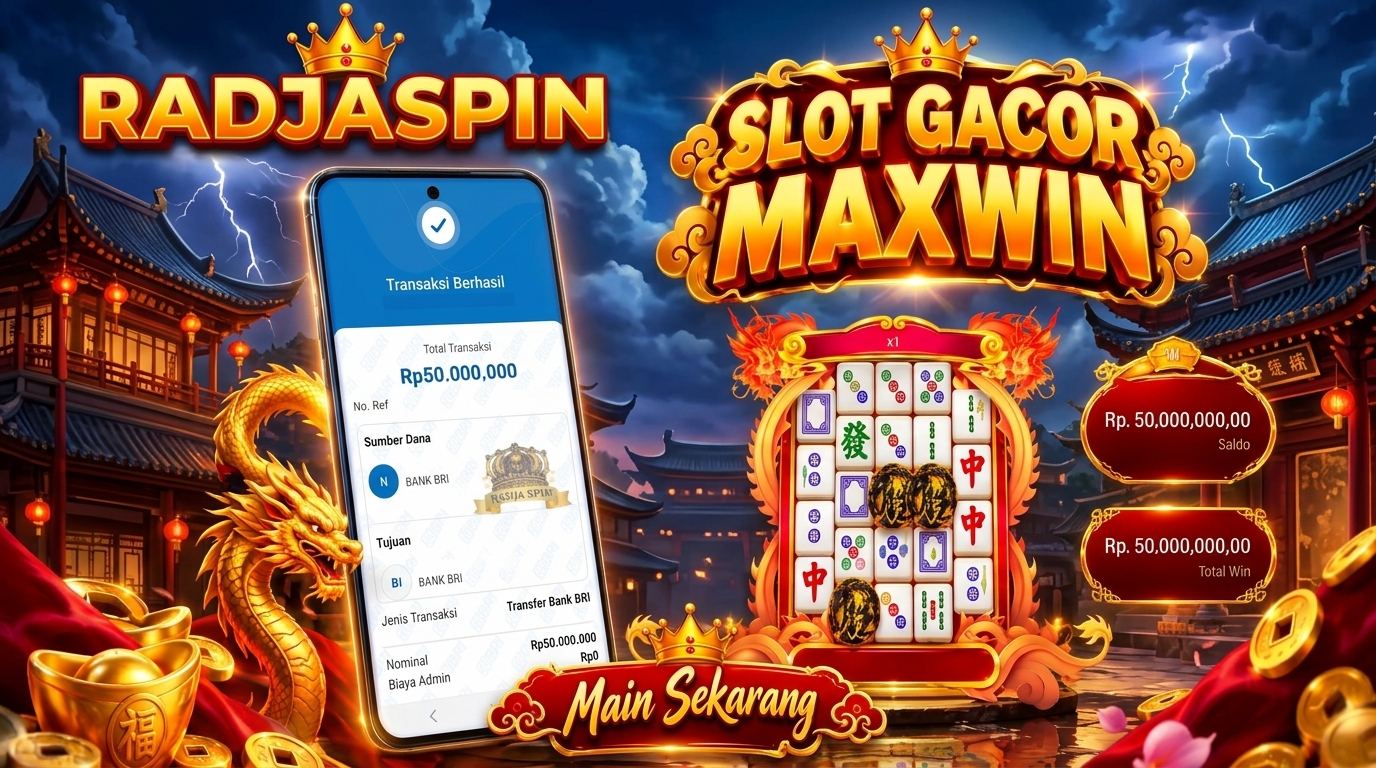 RADJASPIN
SLOT GACOR
MAXWIN
Transaksi Berhasil
Total Transaksi
Rp50.000,000
No. Ref
Sumber Dana
N BANK BRI
Tujuan
BI BANK BRI
Jenis Transaksi Transfer Bank BRI
Nominal Rp50.000.000
Biaya Admin Rp0
x1
發
中
中
中
Rp. 50,000,000,00
Saldo
Rp. 50,000,000,00
Total Win
Main Sekarang
福